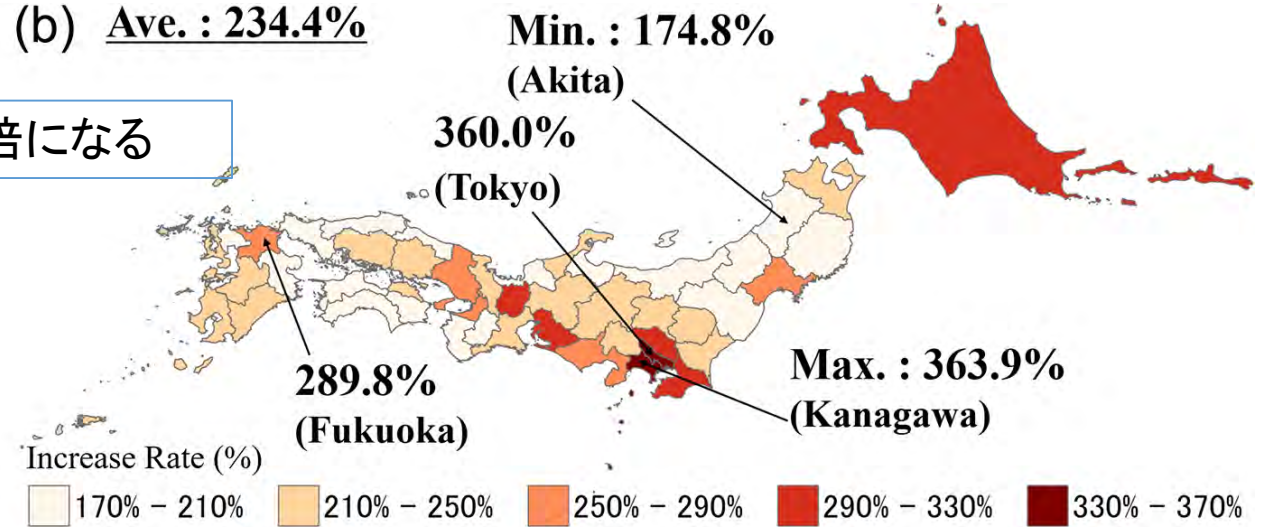 (b) Ave. : 234.4%
Min. : 174.8%
(Akita)
倍になる
360.0%
(Tokyo)
289.8%
(Fukuoka)
Max. : 363.9%
(Kanagawa)
Increase Rate (%)
170% - 210%
210% - 250%
250% - 290%
290% - 330%
330% - 370%